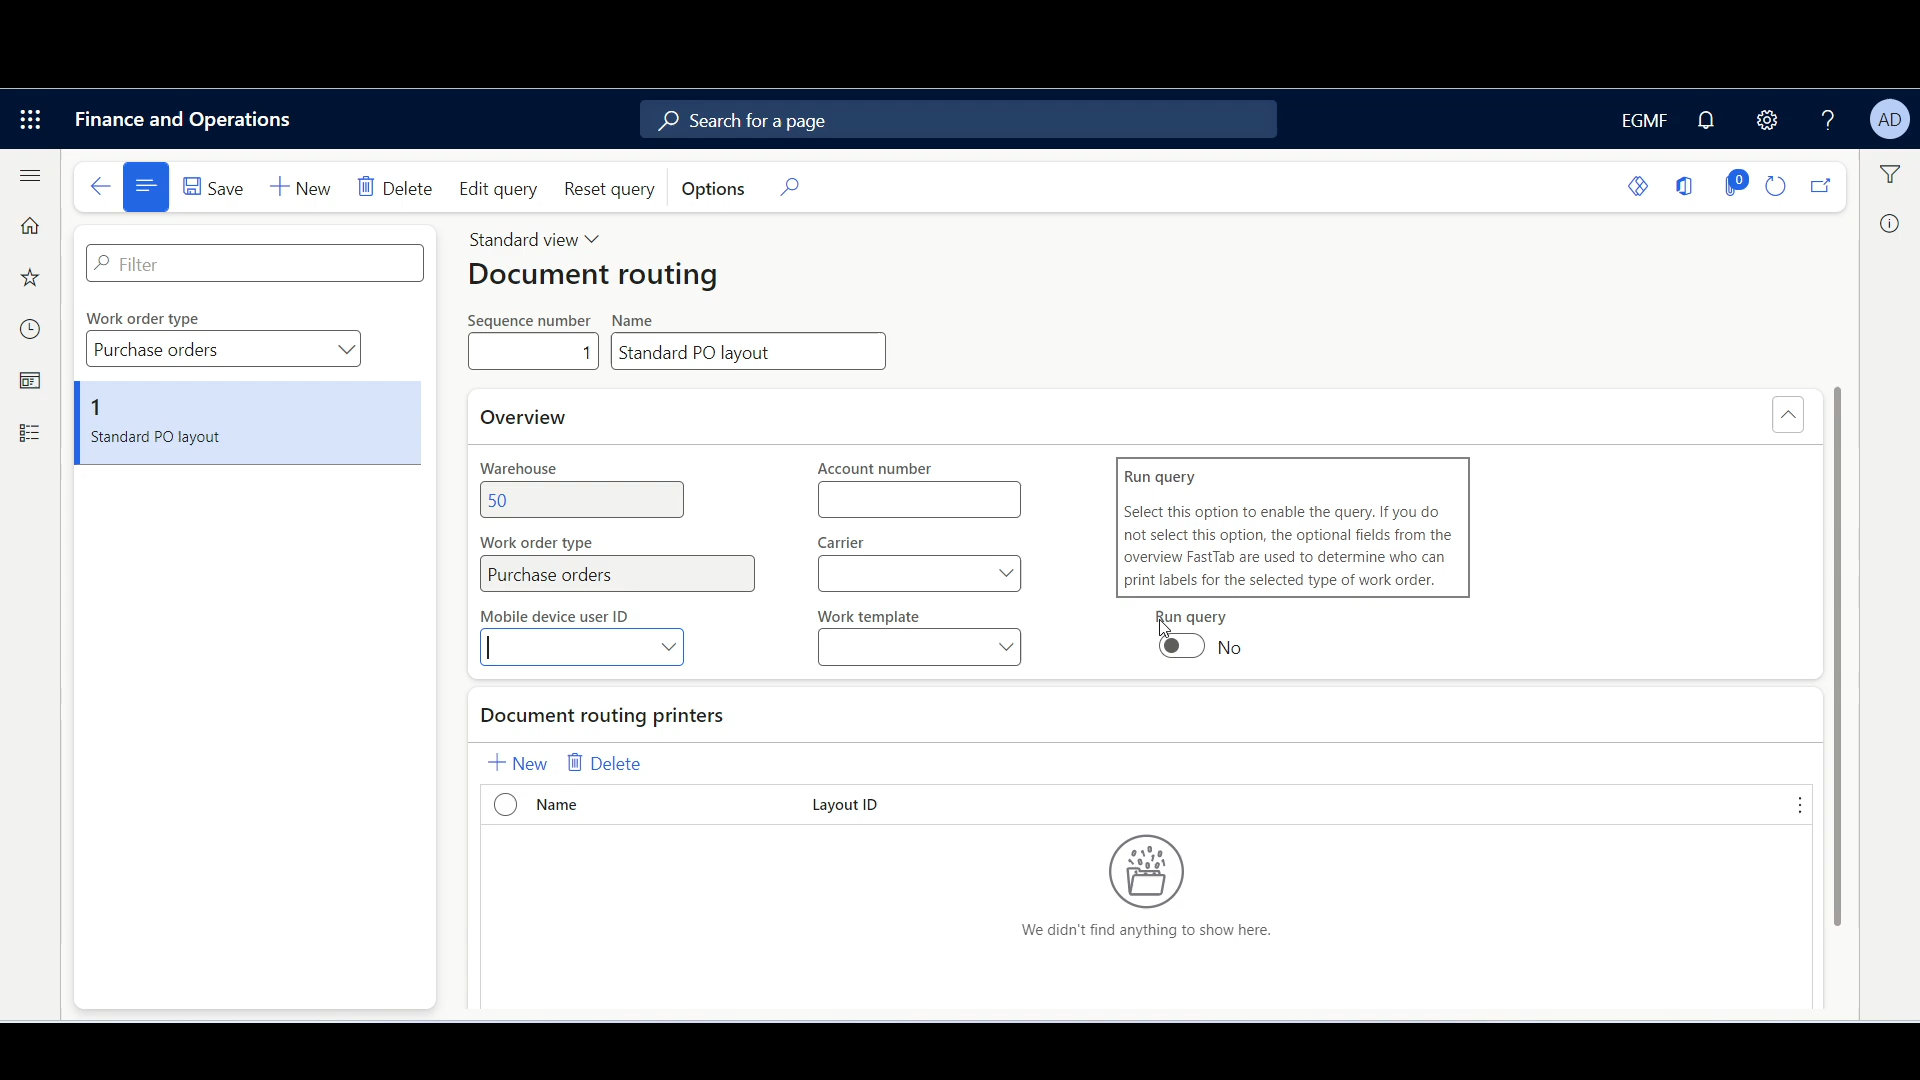 Finance and Operations
Search for a page
EGMF
AD
Save
New
Delete
Edit query
Reset query
Options
0
Filter
Work order type
Purchase orders
1
Standard PO layout
Standard view
Document routing
Sequence number
Name
1
Standard PO layout
Overview
Warehouse
50
Work order type
Purchase orders
Mobile device user ID
Account number
Carrier
Work template
Run query
Select this option to enable the query. If you do
not select this option, the optional fields from the
overview FastTab are used to determine who can
print labels for the selected type of work order.
Run query
No
Document routing printers
New
Delete
Name
Layout ID
We didn't find anything to show here.